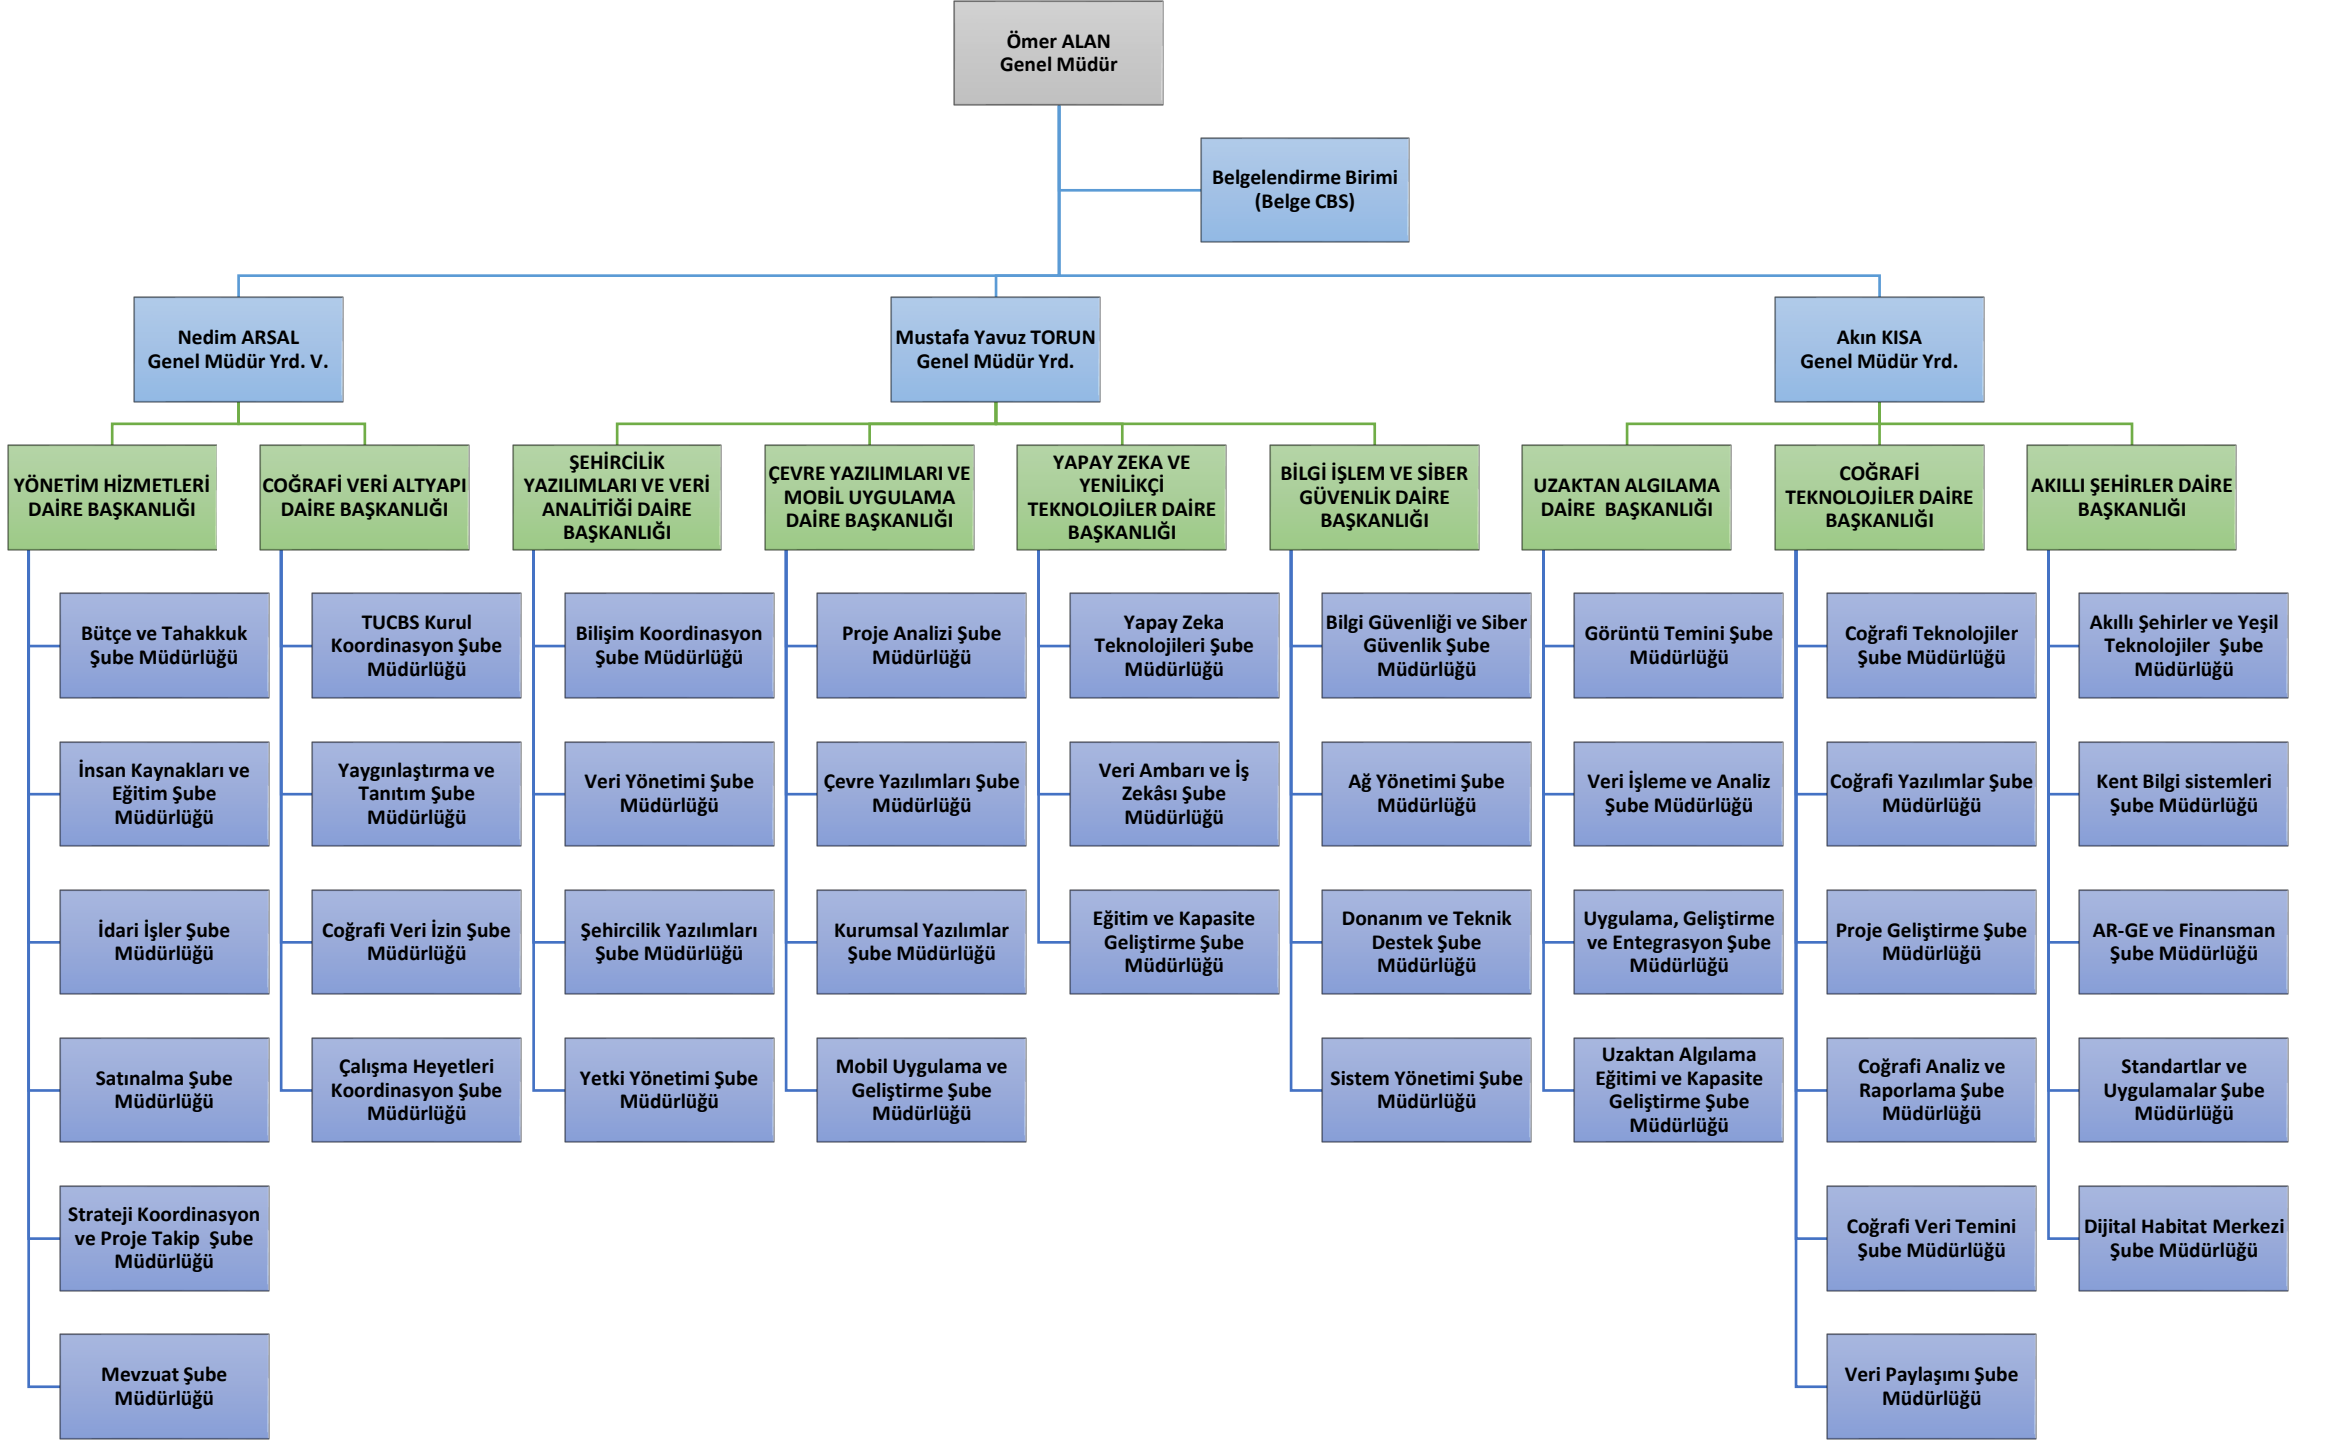 Ömer ALAN
Genel Müdür
Belgelendirme Birimi
(Belge CBS)
Nedim ARSAL
Genel Müdür Yrd. V.
Mustafa Yavuz TORUN
Genel Müdür Yrd.
Akın KISA
Genel Müdür Yrd.
YÖNETİM HİZMETLERİ
DAİRE BAŞKANLIĞI
COĞRAFİ VERİ ALTYAPI
DAİRE BAŞKANLIĞI
ŞEHİRCİLİK
YAZILIMLARI VE VERİ
ANALİTİĞİ DAİRE
BAŞKANLIĞI
ÇEVRE YAZILIMLARI VE
MOBİL UYGULAMA
DAİRE BAŞKANLIĞI
YAPAY ZEKA VE
YENİLİKÇİ
TEKNOLOJİLER DAİRE
BAŞKANLIĞI
BİLGİ İŞLEM VE SİBER
GÜVENLİK DAİRE
BAŞKANLIĞI
UZAKTAN ALGILAMA
DAİRE  BAŞKANLIĞI
COĞRAFİ
TEKNOLOJİLER DAİRE
BAŞKANLIĞI
AKILLI ŞEHİRLER DAİRE
BAŞKANLIĞI
Bütçe ve Tahakkuk
Şube Müdürlüğü
TUCBS Kurul
Koordinasyon Şube
Müdürlüğü
Bilişim Koordinasyon
Şube Müdürlüğü
Proje Analizi Şube
Müdürlüğü
Yapay Zeka
Teknolojileri Şube
Müdürlüğü
Bilgi Güvenliği ve Siber
Güvenlik Şube
Müdürlüğü
Görüntü Temini Şube
Müdürlüğü
Coğrafi Teknolojiler
Şube Müdürlüğü
Akıllı Şehirler ve Yeşil
Teknolojiler  Şube
Müdürlüğü
İnsan Kaynakları ve
Eğitim Şube
Müdürlüğü
Yaygınlaştırma ve
Tanıtım Şube
Müdürlüğü
Veri Yönetimi Şube
Müdürlüğü
Çevre Yazılımları Şube
Müdürlüğü
Veri Ambarı ve İş
Zekâsı Şube
Müdürlüğü
Ağ Yönetimi Şube
Müdürlüğü
Veri İşleme ve Analiz
Şube Müdürlüğü
Coğrafi Yazılımlar Şube
Müdürlüğü
Kent Bilgi sistemleri
Şube Müdürlüğü
İdari İşler Şube
Müdürlüğü
Coğrafi Veri İzin Şube
Müdürlüğü
Şehircilik Yazılımları
Şube Müdürlüğü
Kurumsal Yazılımlar
Şube Müdürlüğü
Eğitim ve Kapasite
Geliştirme Şube
Müdürlüğü
Donanım ve Teknik
Destek Şube
Müdürlüğü
Uygulama, Geliştirme
ve Entegrasyon Şube
Müdürlüğü
Proje Geliştirme Şube
Müdürlüğü
AR-GE ve Finansman
Şube Müdürlüğü
Satınalma Şube
Müdürlüğü
Çalışma Heyetleri
Koordinasyon Şube
Müdürlüğü
Yetki Yönetimi Şube
Müdürlüğü
Mobil Uygulama ve
Geliştirme Şube
Müdürlüğü
Sistem Yönetimi Şube
Müdürlüğü
Uzaktan Algılama
Eğitimi ve Kapasite
Geliştirme Şube
Müdürlüğü
Coğrafi Analiz ve
Raporlama Şube
Müdürlüğü
Standartlar ve
Uygulamalar Şube
Müdürlüğü
Strateji Koordinasyon
ve Proje Takip  Şube
Müdürlüğü
Coğrafi Veri Temini
Şube Müdürlüğü
Dijital Habitat Merkezi
Şube Müdürlüğü
Mevzuat Şube
Müdürlüğü
Veri Paylaşımı Şube
Müdürlüğü